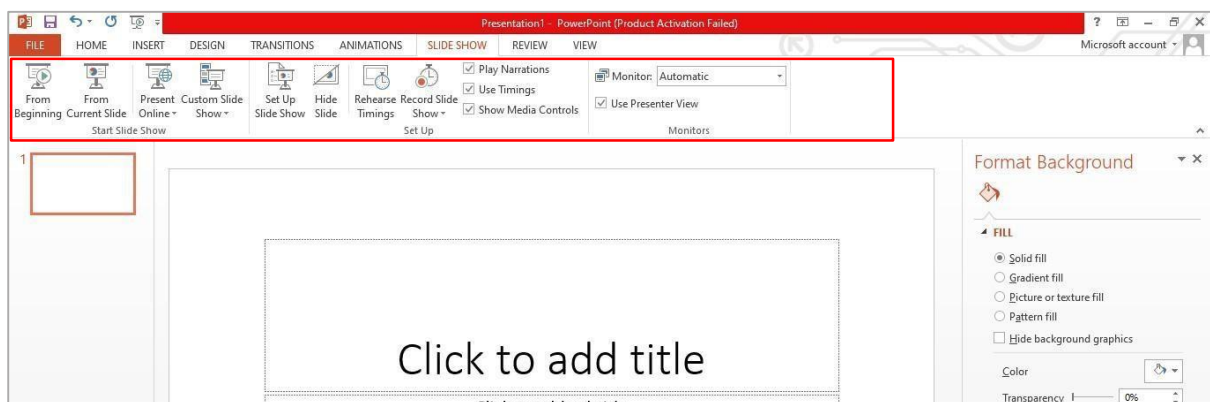 Presentation1 - PowerPoint (Product Activation Failed)
?
FILE HOME INSERT DESIGN TRANSITIONS ANIMATIONS SLIDE SHOW REVIEW VIEW Microsoft account
From Beginning
From Current Slide
Present Online
Custom Slide Show
Start Slide Show
Set Up Slide Show
Hide Slide
Rehearse Timings
Record Slide Show
Play Narrations
Use Timings
Show Media Controls
Set Up
Monitor: Automatic
Use Presenter View
Monitors
1
Click to add title
Format Background
FILL
Solid fill
Gradient fill
Picture or texture fill
Pattern fill
Hide background graphics
Color
Transparency 0%